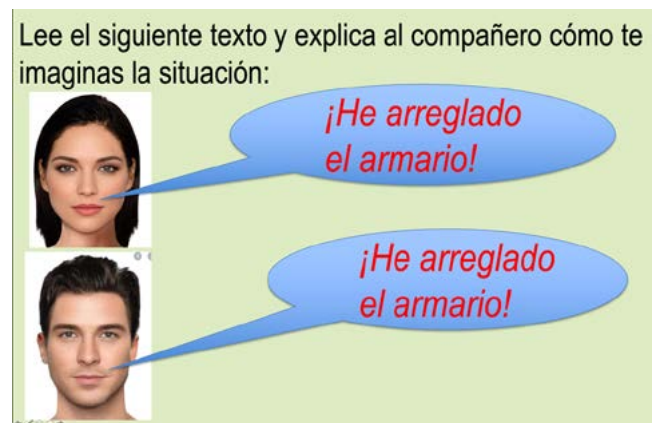 Lee el siguiente texto y explica al compañero cómo te
imaginas la situación:
¡He arreglado
el armario!
¡He arreglado
el armario!